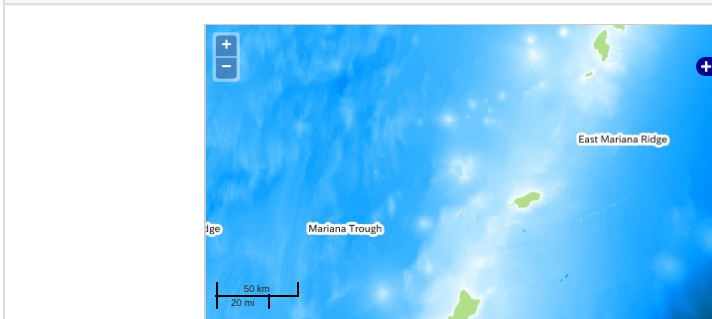 +
−
East Mariana Ridge
dge
Mariana Trough
50 km
20 mi